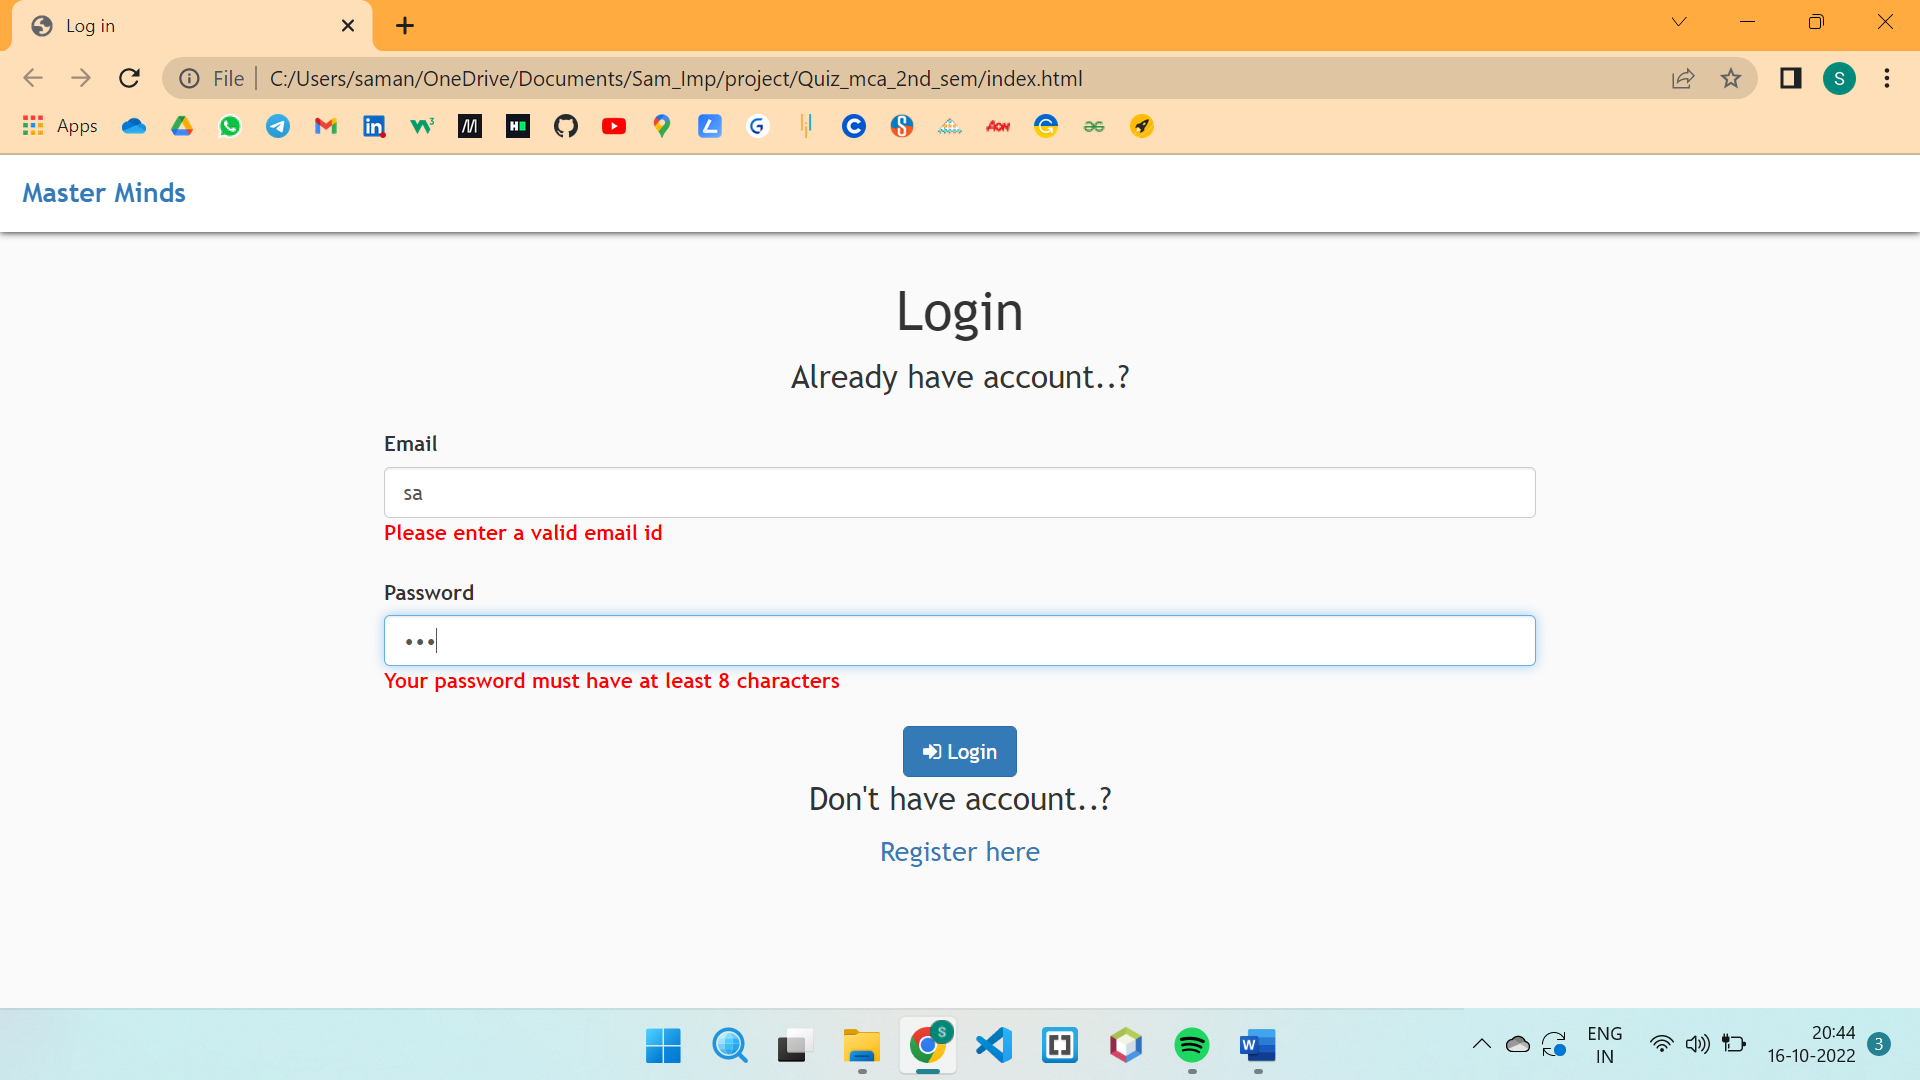 Log in
File
C:/Users/saman/OneDrive/Documents/Sam_Imp/project/Quiz_mca_2nd_sem/index.html
S
Apps
Master Minds
Login
Already have account..?
Email
sa
Please enter a valid email id
Password
Your password must have at least 8 characters
Login
Don't have account..?
Register here
ENG
IN
20:44
16-10-2022
3